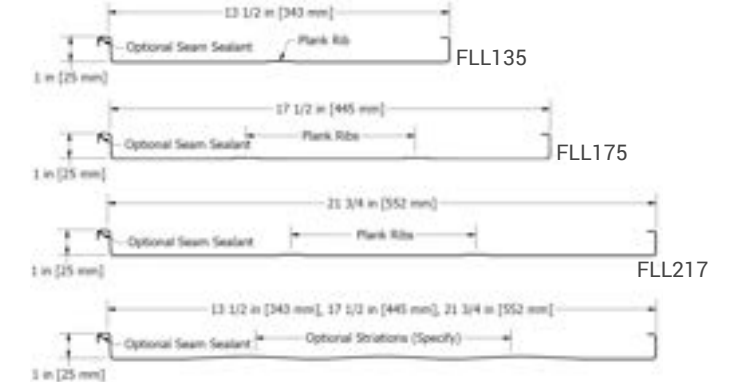 13 1/2 in [343 mm]
Optional Seam Sealant
Plank Rib
FLL135
1 in [25 mm]
17 1/2 in [445 mm]
Optional Seam Sealant
Plank Ribs
FLL175
1 in [25 mm]
21 3/4 in [552 mm]
Optional Seam Sealant
Plank Ribs
FLL217
1 in [25 mm]
13 1/2 in [343 mm], 17 1/2 in [445 mm], 21 3/4 in [552 mm]
Optional Seam Sealant
Optional Striations (Specify)
1 in [25 mm]